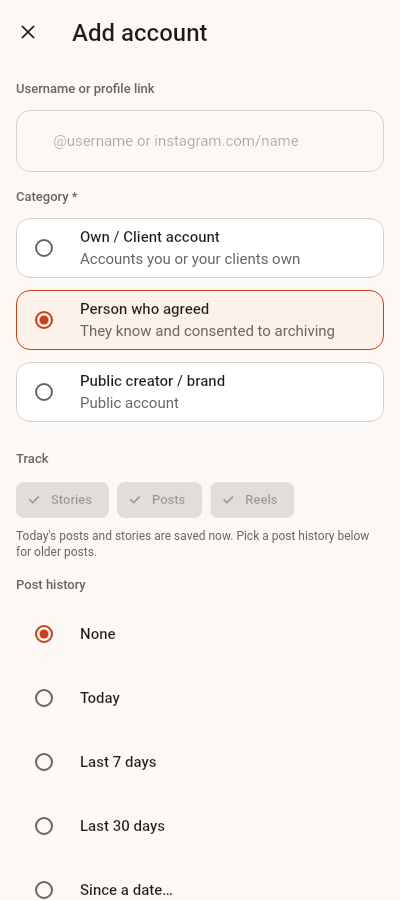 Add account
Username or profile link
@username or instagram.com/name
Category *
Own / Client account
Accounts you or your clients own
Person who agreed
They know and consented to archiving
Public creator / brand
Public account
Track
Stories
Posts
Reels
Today's posts and stories are saved now. Pick a post history below
for older posts.
Post history
None
Today
Last 7 days
Last 30 days
Since a date…